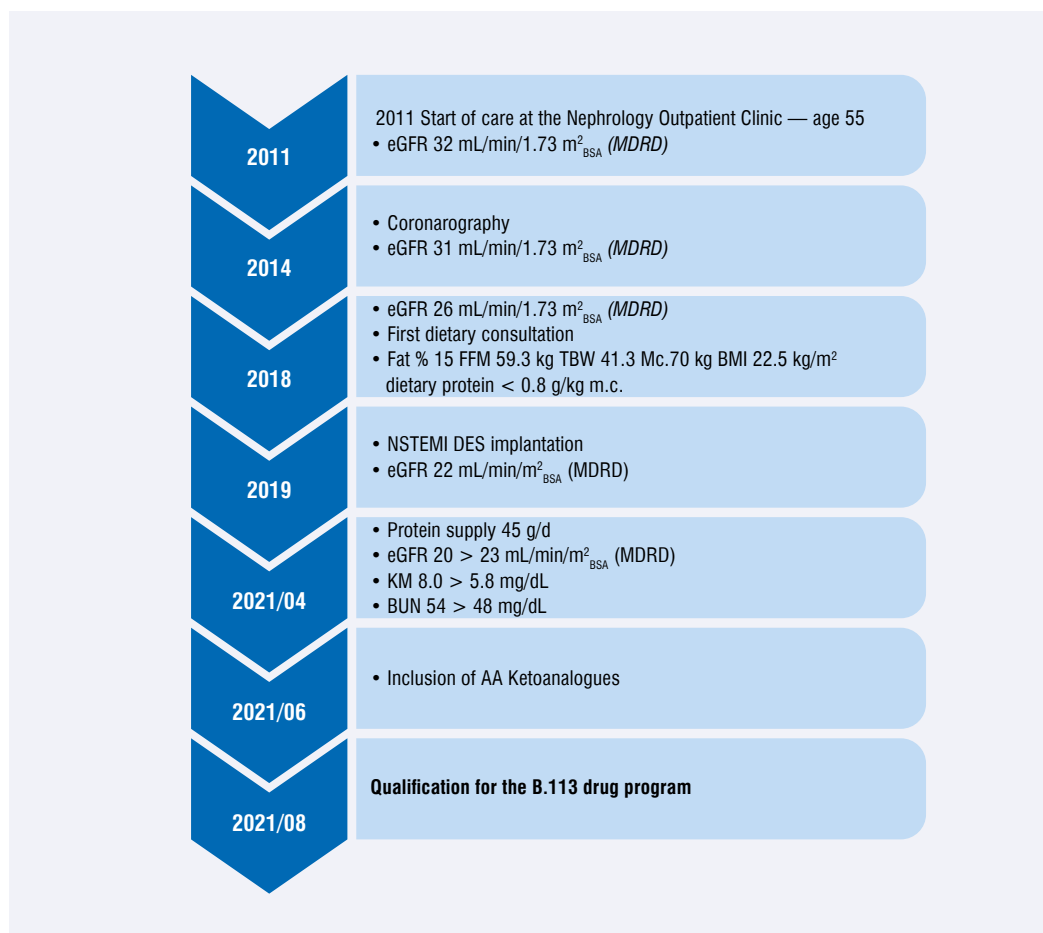 2011
2011 Start of care at the Nephrology Outpatient Clinic — age 55
• eGFR 32 mL/min/1.73 m²BSA (MDRD)
2014
• Coronarography
• eGFR 31 mL/min/1.73 m²BSA (MDRD)
2018
• eGFR 26 mL/min/1.73 m²BSA (MDRD)
• First dietary consultation
• Fat % 15 FFM 59.3 kg TBW 41.3 Mc.70 kg BMI 22.5 kg/m²
dietary protein < 0.8 g/kg m.c.
2019
• NSTEMI DES implantation
• eGFR 22 mL/min/m²BSA (MDRD)
2021/04
• Protein supply 45 g/d
• eGFR 20 > 23 mL/min/m²BSA (MDRD)
• KM 8.0 > 5.8 mg/dL
• BUN 54 > 48 mg/dL
2021/06
• Inclusion of AA Ketoanalogues
2021/08
Qualification for the B.113 drug program